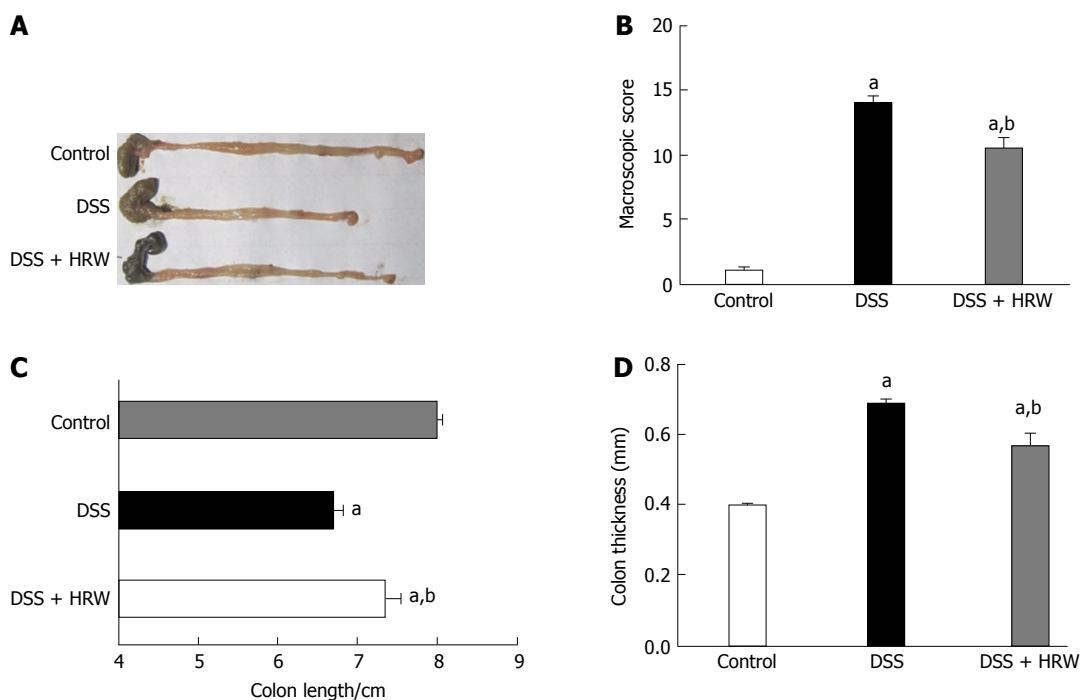 A
Control
DSS
DSS + HRW
B
Macroscopic score
20
15
10
5
0
a
a,b
Control
DSS
DSS + HRW
C
Control
DSS
DSS + HRW
a
a,b
4
5
6
7
8
9
Colon length/cm
D
Colon thickness (mm)
0.8
0.6
0.4
0.2
0.0
a
a,b
Control
DSS
DSS + HRW